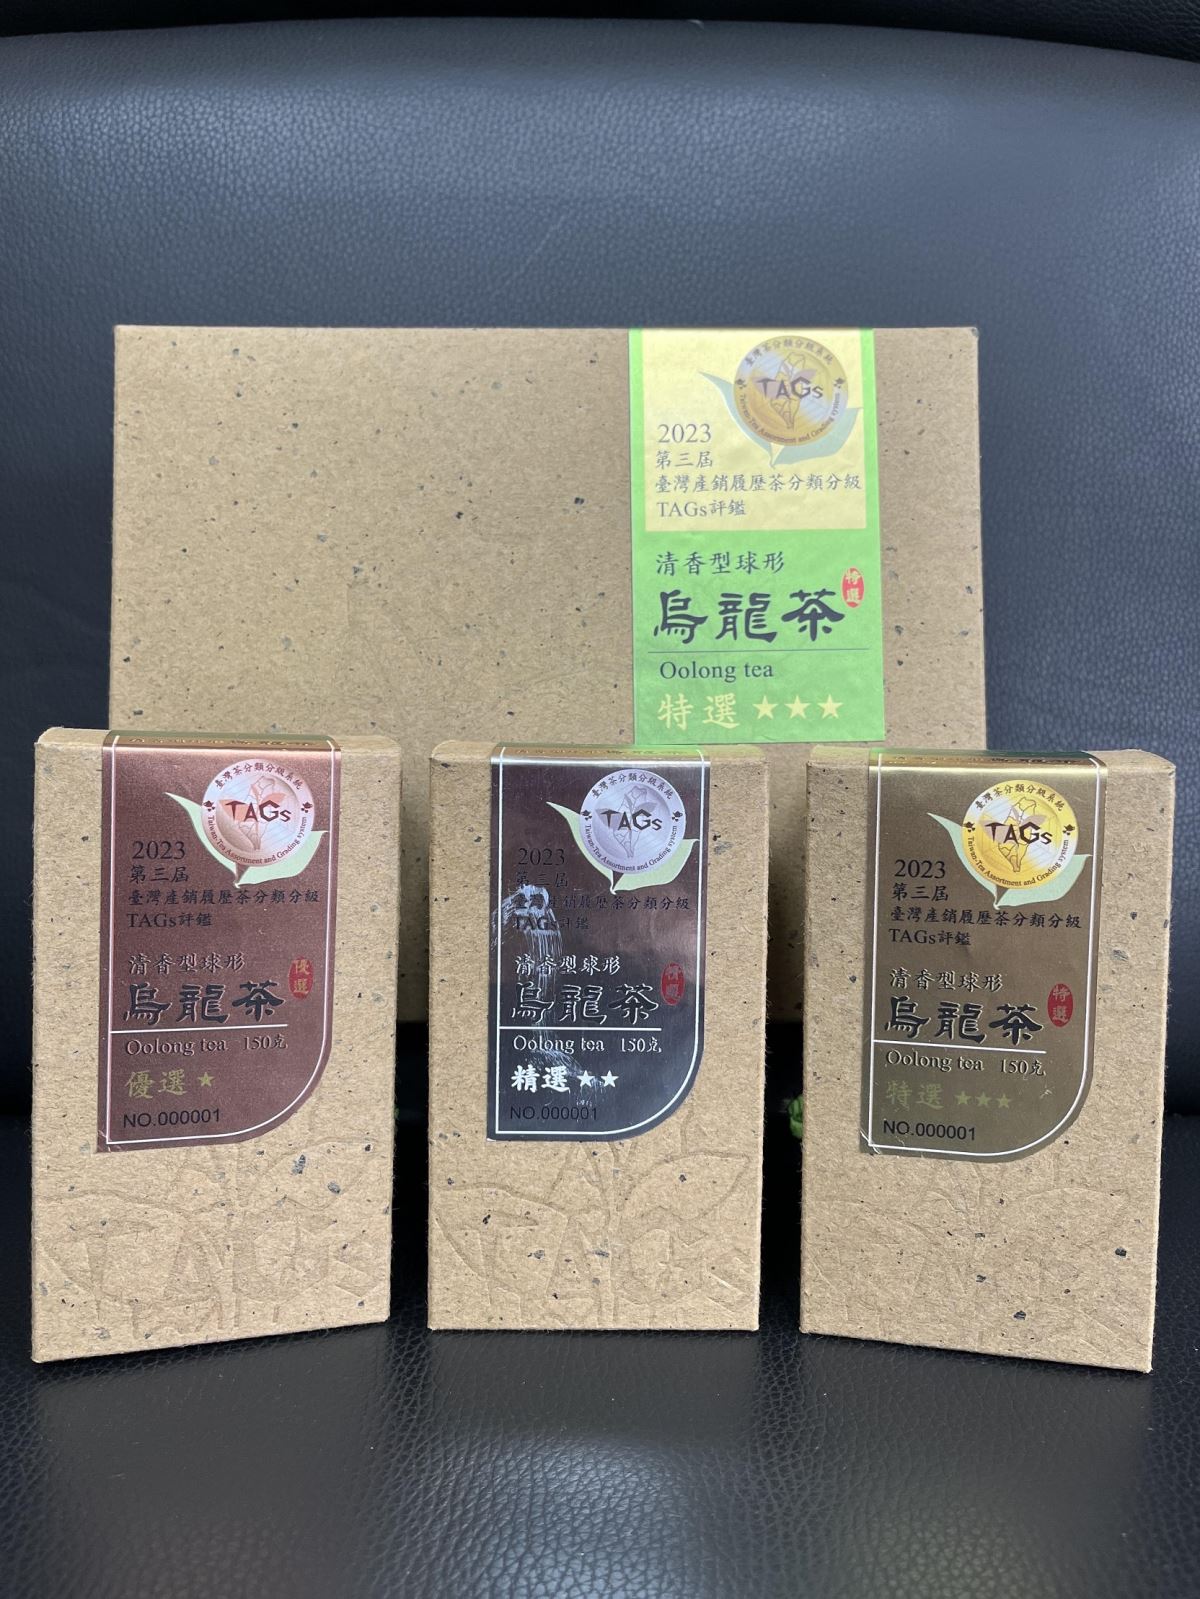 臺灣茶分類分級系統
TAGs
Taiwan-Tea Assortment and Grading system
2023
第三屆
臺灣產銷履歷茶分類分級
TAGs評鑑
清香型球形
烏龍茶
特選
Oolong tea
特選★★★
臺灣茶分類分級系統
TAGs
Taiwan-Tea Assortment and Grading system
2023
第三屆
臺灣產銷履歷茶分類分級
TAGs評鑑
清香型球形
烏龍茶
優選
Oolong tea 150克
優選★
NO.000001
臺灣茶分類分級系統
TAGs
Taiwan-Tea Assortment and Grading system
2023
第三屆
臺灣產銷履歷茶分類分級
TAGs評鑑
清香型球形
烏龍茶
精選
Oolong tea 150克
精選★★
NO.000001
臺灣茶分類分級系統
TAGs
Taiwan-Tea Assortment and Grading system
2023
第三屆
臺灣產銷履歷茶分類分級
TAGs評鑑
清香型球形
烏龍茶
特選
Oolong tea 150克
特選★★★
NO.000001
TAGs
TAGs
TAGs